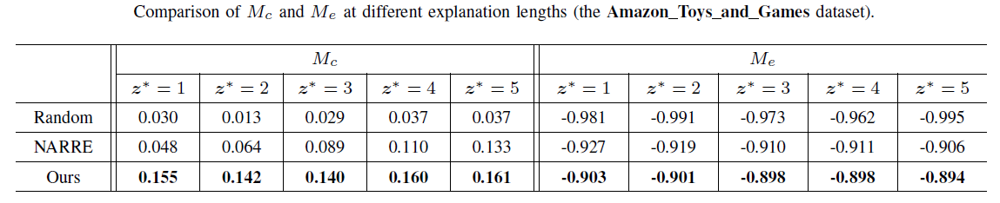 Comparison of Mc and Me at different explanation lengths (the Amazon_Toys_and_Games dataset).
Mc Me
z* = 1 z* = 2 z* = 3 z* = 4 z* = 5 z* = 1 z* = 2 z* = 3 z* = 4 z* = 5
Random 0.030 0.013 0.029 0.037 0.037 -0.981 -0.991 -0.973 -0.962 -0.995
NARRE 0.048 0.064 0.089 0.110 0.133 -0.927 -0.919 -0.910 -0.911 -0.906
Ours 0.155 0.142 0.140 0.160 0.161 -0.903 -0.901 -0.898 -0.898 -0.894